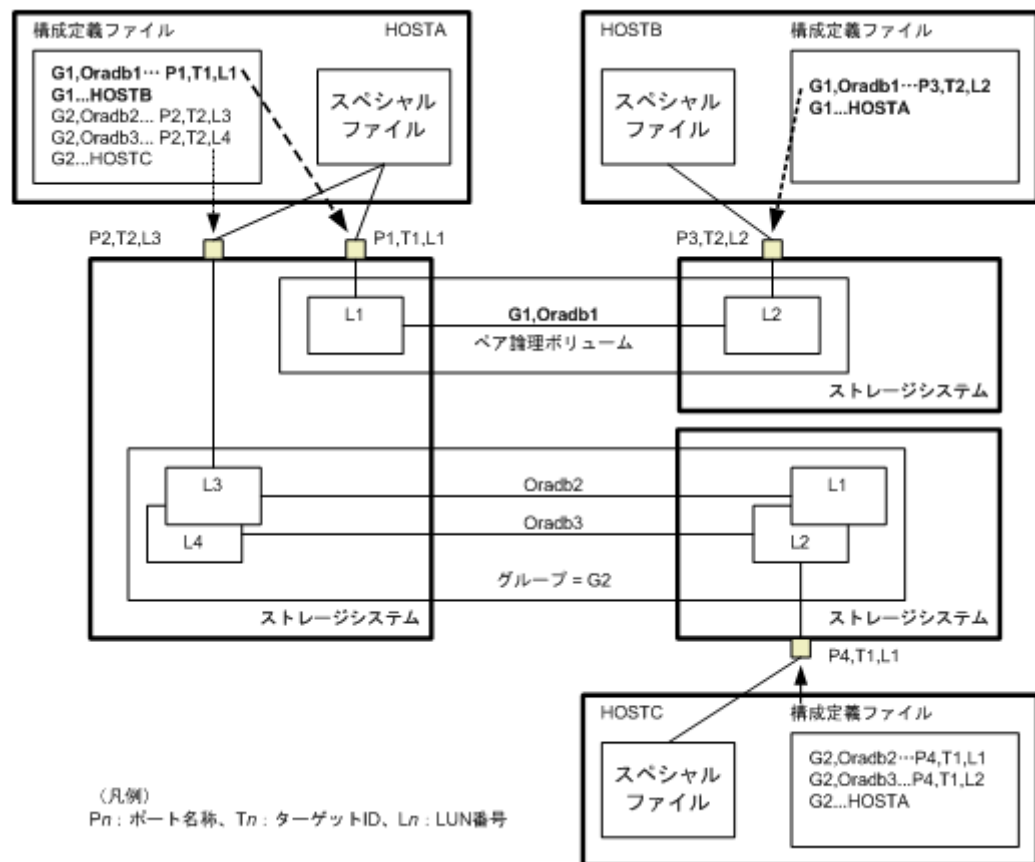 構成定義ファイル
HOSTA
G1,Oradb1… P1,T1,L1
G1...HOSTB
G2,Oradb2... P2,T2,L3
G2,Oradb3... P2,T2,L4
G2...HOSTC
スペシャル
ファイル
HOSTB
構成定義ファイル
スペシャル
ファイル
G1,Oradb1…P3,T2,L2
G1...HOSTA
P2,T2,L3
P1,T1,L1
P3,T2,L2
L1
G1,Oradb1
ペア論理ボリューム
L2
ストレージシステム
L3
L4
Oradb2
Oradb3
L1
L2
グループ = G2
ストレージシステム
ストレージシステム
P4,T1,L1
HOSTC
構成定義ファイル
スペシャル
ファイル
G2,Oradb2…P4,T1,L1
G2,Oradb3...P4,T1,L2
G2...HOSTA
（凡例）
Pn : ポート名称、Tn : ターゲットID、Ln : LUN番号